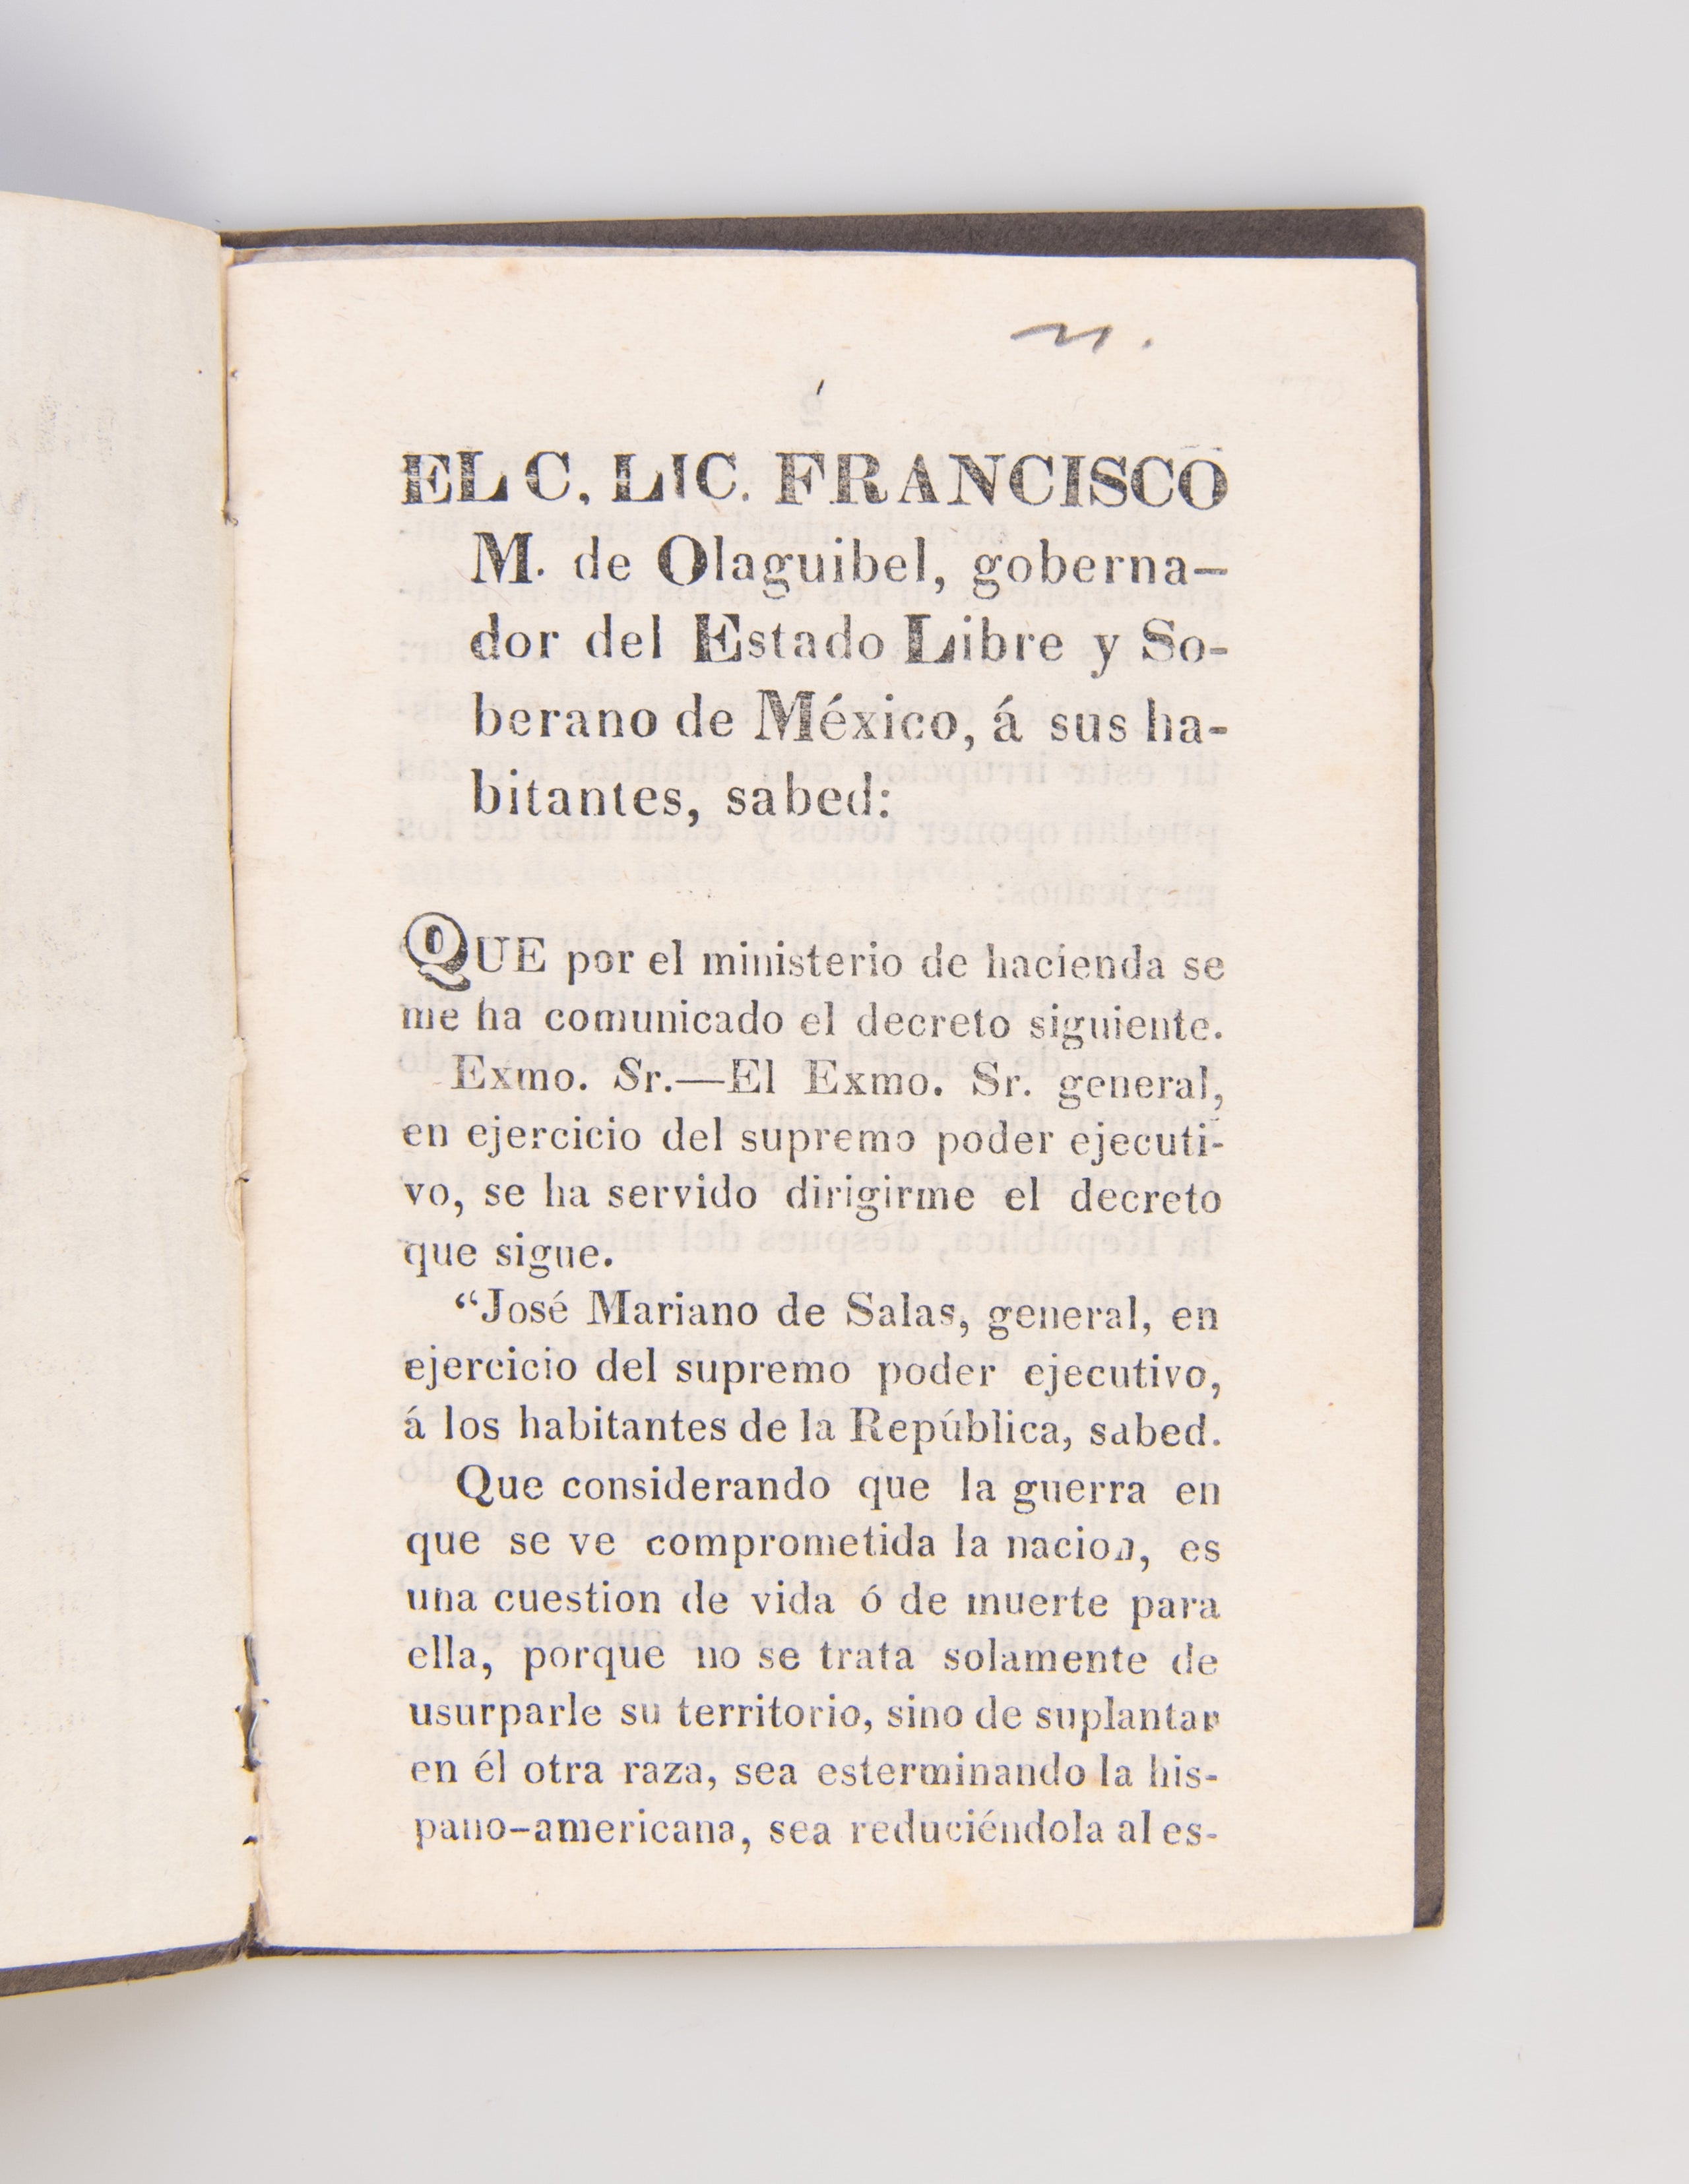 EL C. LIC. FRANCISCO
M. de Olaguibel, goberna-
dor del Estado Libre y So-
berano de México, á sus ha-
bitantes, sabed:
QUE por el ministerio de hacienda se
me ha comunicado el decreto siguiente.
Exmo. Sr.—El Exmo. Sr. general,
en ejercicio del supremo poder ejecuti-
vo, se ha servido dirigirme el decreto
que sigue.
“José Mariano de Salas, general, en
ejercicio del supremo poder ejecutivo,
á los habitantes de la República, sabed.
Que considerando que la guerra en
que se ve comprometida la nacion, es
una cuestion de vida ó de muerte para
ella, porque no se trata solamente de
usurparle su territorio, sino de suplantar
en él otra raza, sea esterminando la his-
pano-americana, sea reduciéndola al es-